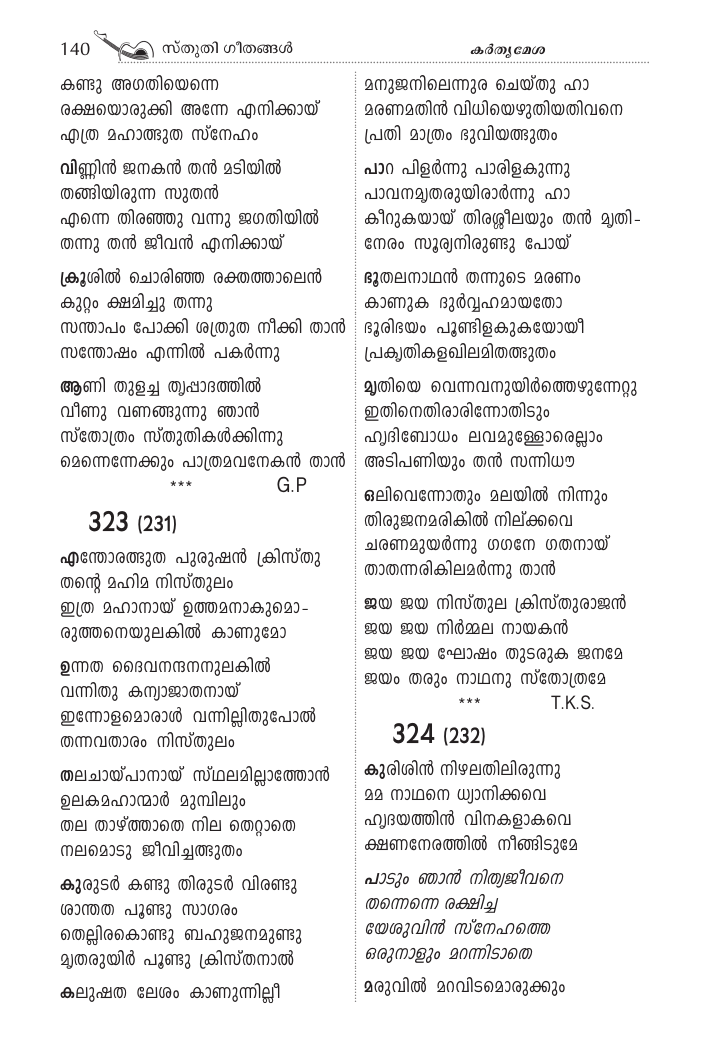 140 സ്തുതി ഗീതങ്ങൾ കർതൃമേശ
കണ്ടു അഗതിയെന്നെ
രക്ഷയൊരുക്കി അന്നേ എനിക്കായ്
എത്ര മഹാത്ഭുത സ്നേഹം
വിണ്ണിൻ ജനകൻ തൻ മടിയിൽ
തങ്ങിയിരുന്ന സുതൻ
എന്നെ തിരഞ്ഞു വന്നു ജഗതിയിൽ
തന്നു തൻ ജീവൻ എനിക്കായ്
ക്രൂശിൽ ചൊരിഞ്ഞ രക്തത്താലെൻ
കുറ്റം ക്ഷമിച്ചു തന്നു
സന്താപം പോക്കി ശത്രുത നീക്കി താൻ
സന്തോഷം എന്നിൽ പകർന്നു
ആണി തുളച്ച തൃപ്പാദത്തിൽ
വീണു വണങ്ങുന്നു ഞാൻ
സ്തോത്രം സ്തുതികൾക്കിന്നു
മെന്നെന്നേക്കും പാത്രമവനേകൻ താൻ
*** G.P
323 (231)
എന്തോരത്ഭുത പുരുഷൻ ക്രിസ്തു
തന്റെ മഹിമ നിസ്തുലം
ഇത്ര മഹാനായ് ഉത്തമനാകുമൊ-
രുത്തനെയുലകിൽ കാണുമോ
ഉന്നത ദൈവനന്ദനനുലകിൽ
വന്നിതു കന്യാജാതനായ്
ഇന്നോളമൊരാൾ വന്നില്ലിതുപോൽ
തന്നവതാരം നിസ്തുലം
തലചായ്പാനായ് സ്ഥലമില്ലാത്തോൻ
ഉലകമഹാന്മാർ മുമ്പിലും
തല താഴ്ത്താതെ നില തെറ്റാതെ
നലമൊടു ജീവിച്ചത്ഭുതം
കുരുടർ കണ്ടു തിരുടർ വിരണ്ടു
ശാന്തത പൂണ്ടു സാഗരം
തെല്ലിരകൊണ്ടു ബഹുജനമുണ്ടു
മൃതരുയിർ പൂണ്ടു ക്രിസ്തനാൽ
കലുഷത ലേശം കാണുന്നില്ലീ
മനുജനിലെന്നുര ചെയ്തു ഹാ
മരണമതിൻ വിധിയെഴുതിയതിവനെ
പ്രതി മാത്രം ഭുവിയത്ഭുതം
പാറ പിളർന്നു പാരിളകുന്നു
പാവനമൃതരുയിരാർന്നു ഹാ
കീറുകയായ് തിരശ്ശീലയും തൻ മൃതി-
നേരം സൂര്യനിരുണ്ടു പോയ്
ഭൂതലനാഥൻ തന്നുടെ മരണം
കാണുക ദുർവ്വഹമായതോ
ഭൂരിഭയം പൂണ്ടിളകുകയോയീ
പ്രകൃതികളഖിലമിതത്ഭുതം
മൃതിയെ വെന്നവനുയിർത്തെഴുന്നേറ്റു
ഇതിനെതിരാരിന്നോതിടും
ഹൃദിബോധം ലവമുള്ളോരെല്ലാം
അടിപണിയും തൻ സന്നിധൗ
ഒലിവെന്നോതും മലയിൽ നിന്നും
തിരുജനമരികിൽ നില്ക്കവെ
ചരണമുയർന്നു ഗഗനേ ഗതനായ്
താതന്നരികിലമർന്നു താൻ
ജയ ജയ നിസ്തുല ക്രിസ്തുരാജൻ
ജയ ജയ നിർമ്മല നായകൻ
ജയ ജയ ഘോഷം തുടരുക ജനമേ
ജയം തരും നാഥനു സ്തോത്രമേ
*** T.K.S.
324 (232)
കുരിശിൻ നിഴലതിലിരുന്നു
മമ നാഥനെ ധ്യാനിക്കവെ
ഹൃദയത്തിൻ വിനകളാകവെ
ക്ഷണനേരത്തിൽ നീങ്ങിടുമേ
പാടും ഞാൻ നിത്യജീവനെ
തന്നെന്നെ രക്ഷിച്ച
യേശുവിൻ സ്നേഹത്തെ
ഒരുനാളും മറന്നിടാതെ
മരുവിൽ മറവിടമൊരുക്കും